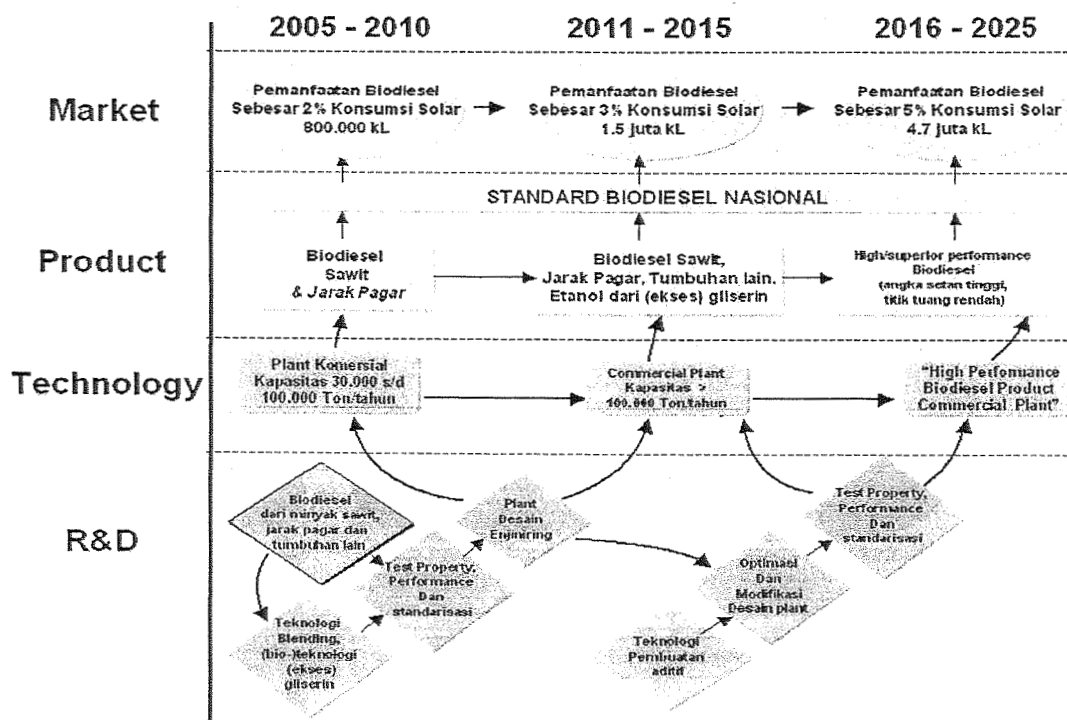 2005 - 2010
2011 - 2015
2016 - 2025
Market
Pemanfaatan Biodiesel
Sebesar 2% Konsumsi Solar
800.000 kL
Pemanfaatan Biodiesel
Sebesar 3% Konsumsi Solar
1.5 juta kL
Pemanfaatan Biodiesel
Sebesar 5% Konsumsi Solar
4.7 juta kL
STANDARD BIODIESEL NASIONAL
Product
Biodiesel
Sawit
& Jarak Pagar
Biodiesel Sawit,
Jarak Pagar, Tumbuhan lain.
Etanol dari (ekses) gliserin
High/superior performance
Biodiesel
(angka setan tinggi,
titik tuang rendah)
Technology
Plant Komersial
Kapasitas 30.000 s/d
100.000 Ton/tahun
Commercial Plant
Kapasitas >
100.000 Ton/tahun
"High Performance
Biodiesel Product
Commercial Plant"
R&D
Biodiesel
dari minyak sawit,
jarak pagar dan
tumbuhan lain
Teknologi
Blending,
(bio-)teknologi
(ekses)
gliserin
Test Property,
Performance
Dan
standarisasi
Plant
Desain
Enjiniring
Teknologi
Pembuatan
aditif
Optimasi
Dan
Modifikasi
Desain plant
Test Property,
Performance
Dan
standarisasi